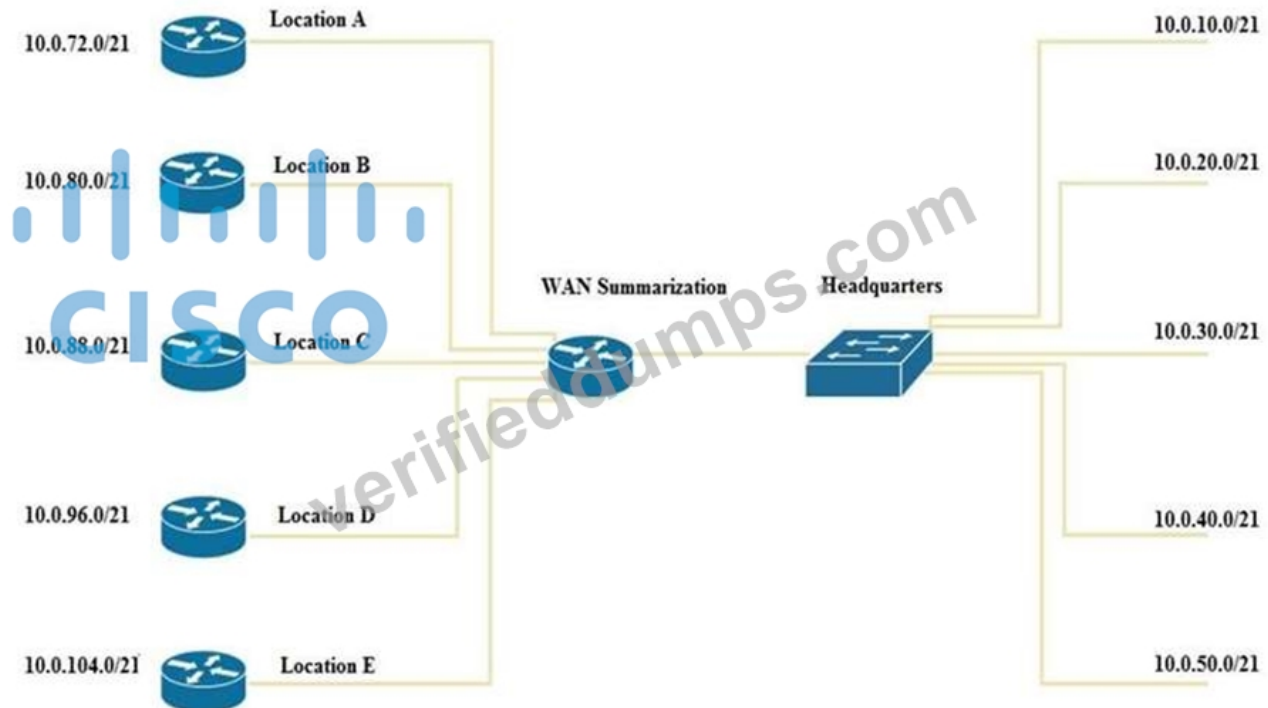 Location A
10.0.72.0/21
10.0.10.0/21
Location B
10.0.80.0/21
10.0.20.0/21
WAN Summarization
Headquarters
CISCO
Location C
10.0.88.0/21
10.0.30.0/21
verifieddumps.com
Location D
10.0.96.0/21
10.0.40.0/21
Location E
10.0.104.0/21
10.0.50.0/21